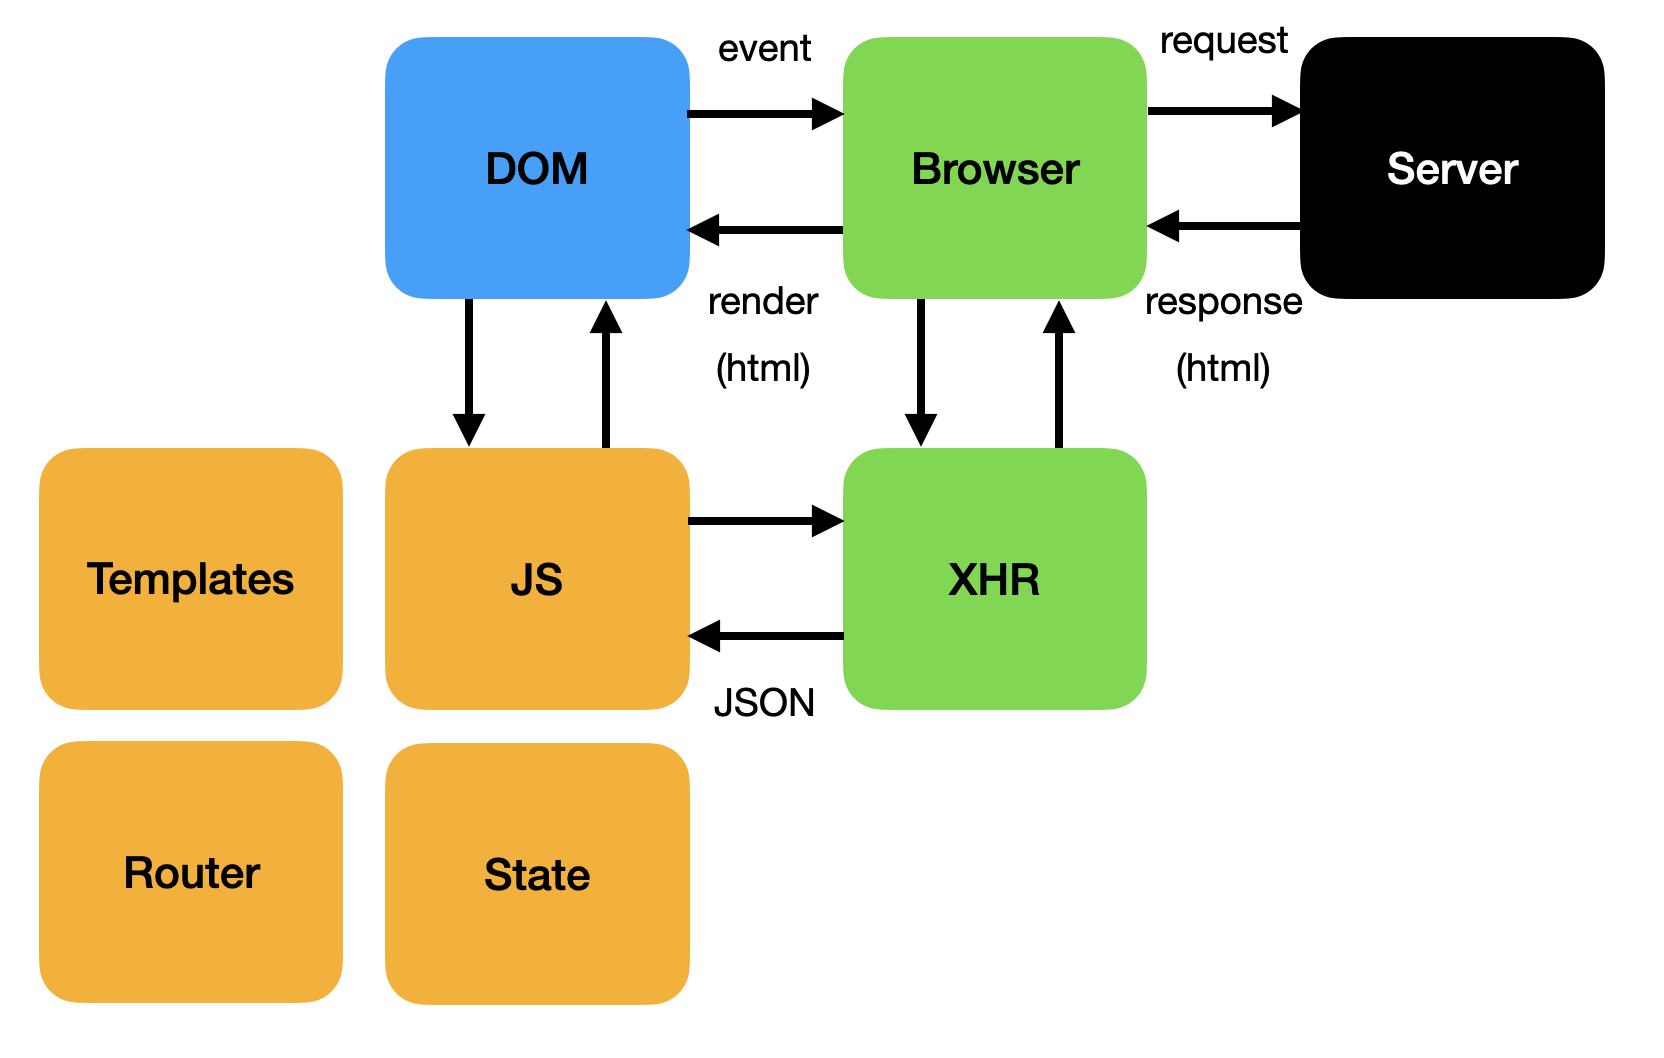 event
request
DOM
Browser
Server
render
(html)
response
(html)
Templates
JS
XHR
JSON
Router
State